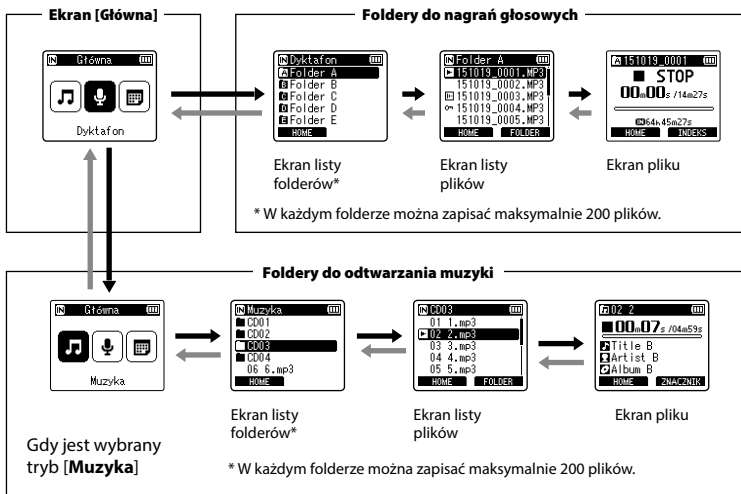 Ekran [Główna]
Główna
Dyktafon
Foldery do nagrań głosowych
Dyktafon
Folder A
Folder B
Folder C
Folder D
Folder E
HOME
Ekran listy
folderów*
Folder A
151019_0001.MP3
151019_0002.MP3
151019_0003.MP3
151019_0004.MP3
151019_0005.MP3
HOME FOLDER
Ekran listy
plików
151019_0001
STOP
00m00s /14m27s
64h45m27s
HOME INDEKS
Ekran pliku
* W każdym folderze można zapisać maksymalnie 200 plików.
Foldery do odtwarzania muzyki
Główna
Muzyka
Gdy jest wybrany
tryb [Muzyka]
Muzyka
CD01
CD02
CD03
CD04
06 6.mp3
HOME
Ekran listy
folderów*
CD03
01 1.mp3
02 2.mp3
03 3.mp3
04 4.mp3
05 5.mp3
HOME FOLDER
Ekran listy
plików
02 2
00m07s /04m59s
Title B
Artist B
Album B
HOME ZNACZNIK
Ekran pliku
* W każdym folderze można zapisać maksymalnie 200 plików.